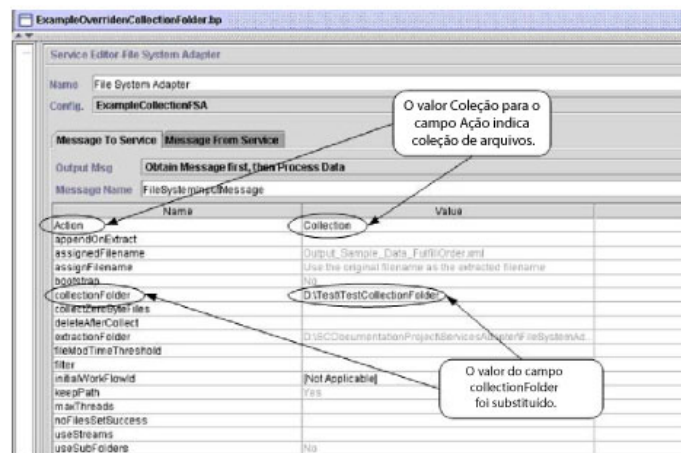 ExampleOverridenCollectionFolder.bp
Service Editor-File System Adapter
Name File System Adapter
Config. ExampleCollectionFSA
O valor Coleção para o
campo Ação indica
coleção de arquivos.
Message To Service Message From Service
Output Msg Obtain Message first, then Process Data
Message Name FileSystemInputMessage
Name Value
Action Collection
appendOnExtract
assignedFilename Output_Sample_Data_FulfillOrder.xml
assignFilename Use the original filename as the extracted filename
bootstrap No
collectionFolder D:\Test\TestCollectionFolder
collectZeroByteFiles
deleteAfterCollect
extractionFolder D:\SCDocumentationProject\ServicesAdapter\FileSystemAd...
fileModTimeThreshold
filter
initialWorkFlowId [Not Applicable]
keepPath Yes
maxThreads
noFilesSetSuccess
useStreams
useSubFolders No
O valor do campo
collectionFolder
foi substituído.